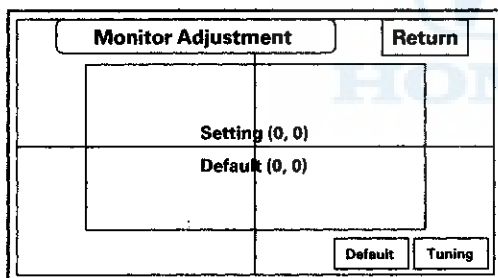 Monitor Adjustment Return
Setting (0, 0)
Default (0, 0)
Default Tuning